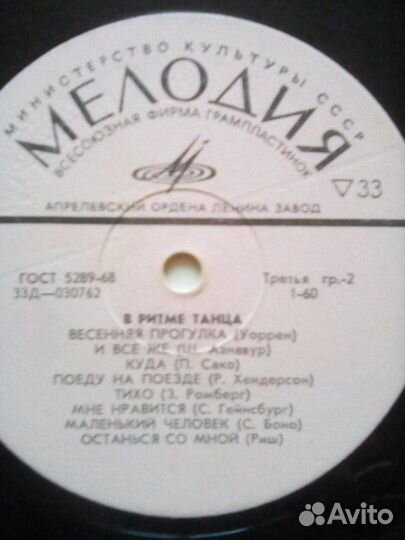 МИНИСТЕРСТВО КУЛЬТУРЫ СССР
МЕЛОДИЯ
ВСЕСОЮЗНАЯ ФИРМА ГРАМПЛАСТИНОК
33
АПРЕЛЕВСКИЙ ОРДЕНА ЛЕНИНА ЗАВОД
ГОСТ 5289-68
Третья гр.-2
33Д—030762
1-60
В РИТМЕ ТАНЦА
ВЕСЕННЯЯ ПРОГУЛКА (Уоррен)
И ВСЕ ЖЕ (Ш. Азнавур)
КУДА (П. Сако)
ПОЕДУ НА ПОЕЗДЕ (Р. Хендерсон)
ТИХО (З. Ромберг)
МНЕ НРАВИТСЯ (С. Гейнсбург)
МАЛЕНЬКИЙ ЧЕЛОВЕК (С. Боно)
ОСТАНЬСЯ СО МНОЙ (Риш)
Avito